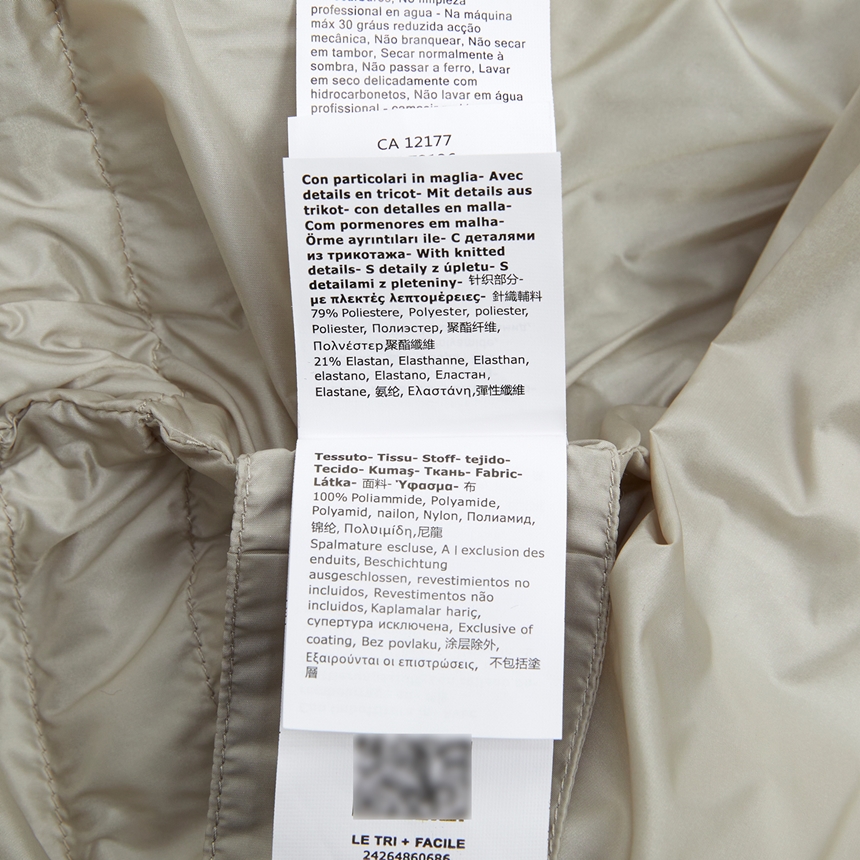 profissional en agua - Na máquina
máx 30 gráus reduzida acção
mecânica, Não branquear, Não secar
em tambor, Secar normalmente à
sombra, Não passar a ferro, Lavar
em seco delicadamente com
hidrocarbonetos, Não lavar em água
profissional -
CA 12177
Con particolari in maglia- Avec
details en tricot- Mit details aus
trikot- con detalles en malla-
Com pormenores em malha-
Örme ayrıntıları ile- С деталями
из трикотажа- With knitted
details- S detaily z úpletu- S
detailami z pleteniny- 针织部分-
με πλεκτές λεπτομέρειες- 針織輔料
79% Poliestere, Polyester, poliester,
Poliester, Полиэстер, 聚酯纤维,
Πολνέστερ,聚酯纖維
21% Elastan, Elasthanne, Elasthan,
elastano, Elastano, Еластан,
Elastane, 氨纶, Ελαστάνη,彈性纖維
Tessuto- Tissu- Stoff- tejido-
Tecido- Kumaş- Ткань- Fabric-
Látka- 面料- Ύφασμα- 布
100% Poliammide, Polyamide,
Polyamid, nailon, Nylon, Полиамид,
锦纶, Πολυιμίδη,尼龍
Spalmature escluse, A l exclusion des
enduits, Beschichtung
ausgeschlossen, revestimientos no
incluidos, Revestimentos não
incluidos, Kaplamalar hariç,
супертура исключена, Exclusive of
coating, Bez povlaku, 涂层除外,
Εξαιρούνται οι επιστρώσεις, 不包括塗
層
LE TRI + FACILE
24264860686